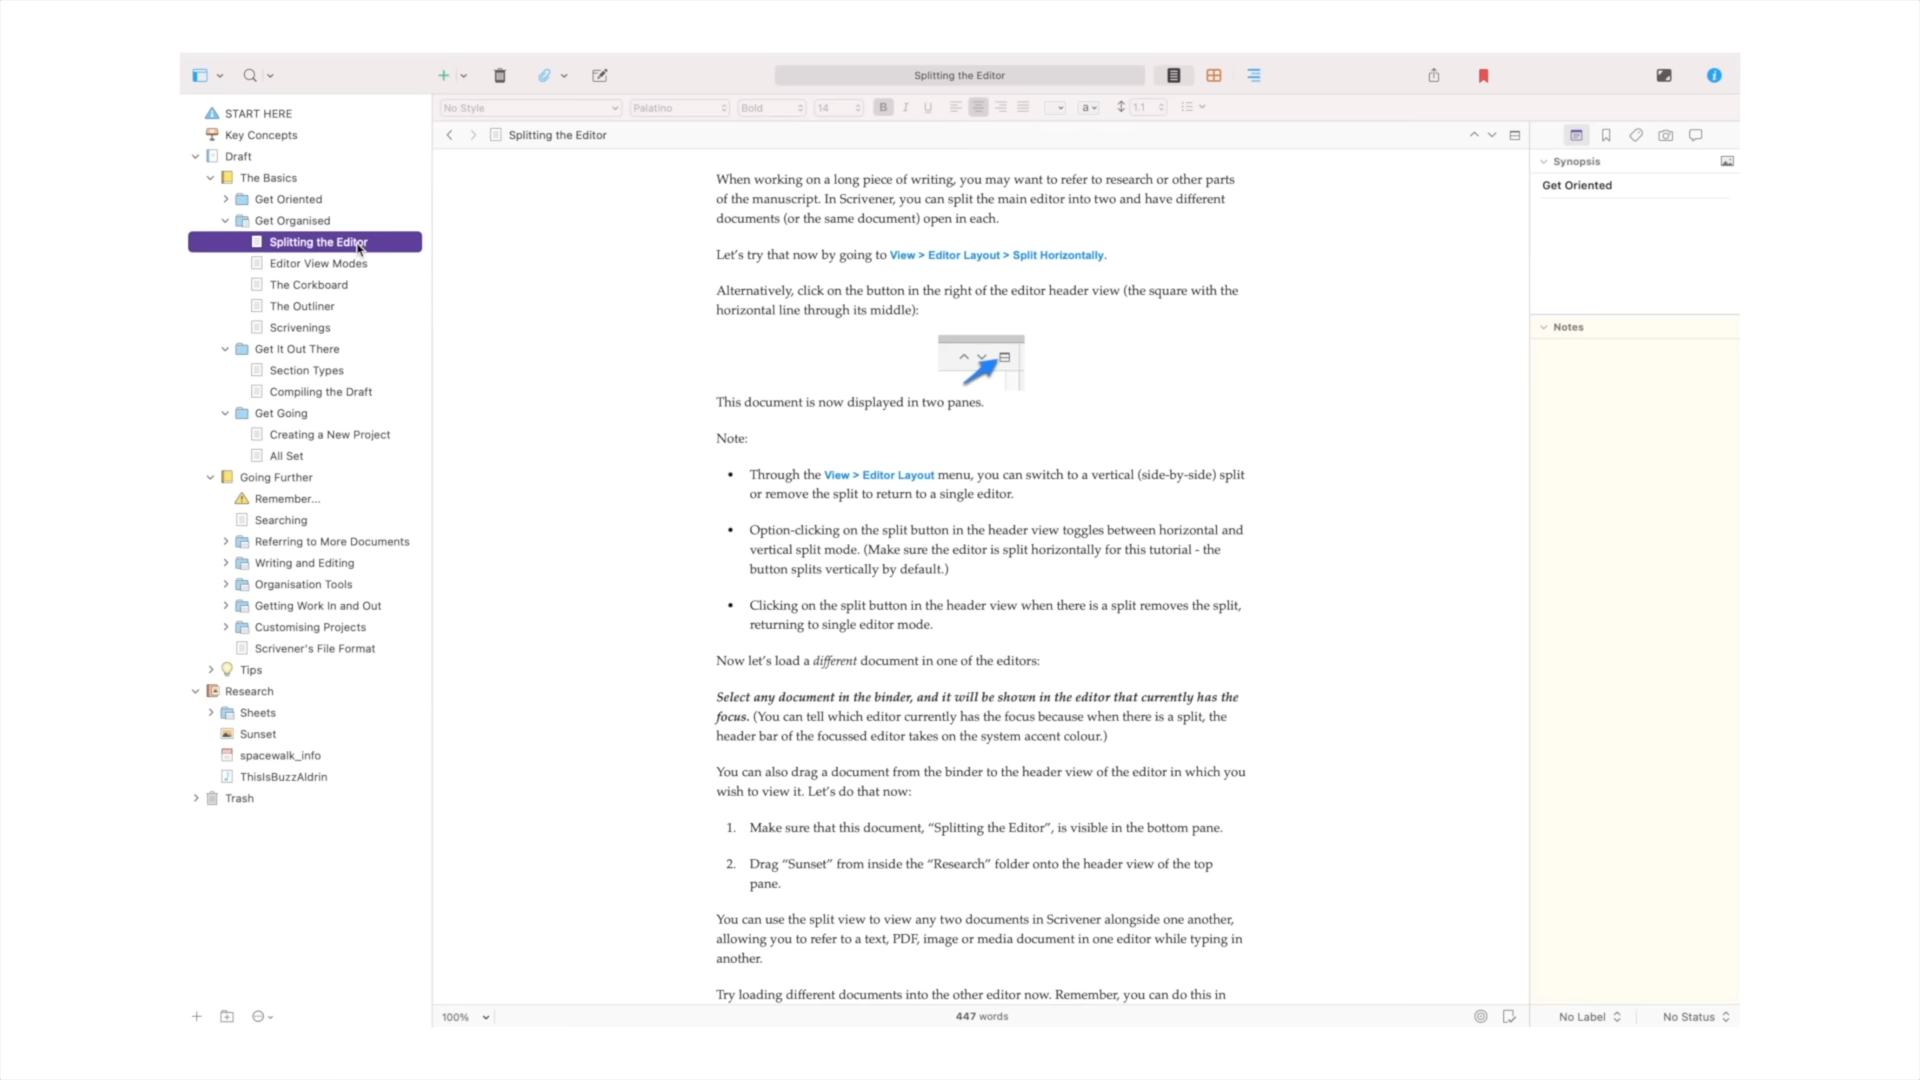 Splitting the Editor
No Style
Palatino
Bold
14
B
I
U
a
1.1
START HERE
Key Concepts
Draft
The Basics
Get Oriented
Get Organised
Splitting the Editor
Editor View Modes
The Corkboard
The Outliner
Scrivenings
Get It Out There
Section Types
Compiling the Draft
Get Going
Creating a New Project
All Set
Going Further
Remember...
Searching
Referring to More Documents
Writing and Editing
Organisation Tools
Getting Work In and Out
Customising Projects
Scrivener's File Format
Tips
Research
Sheets
Sunset
spacewalk_info
ThisIsBuzzAldrin
Trash
Splitting the Editor
When working on a long piece of writing, you may want to refer to research or other parts
of the manuscript. In Scrivener, you can split the main editor into two and have different
documents (or the same document) open in each.
Let’s try that now by going to View > Editor Layout > Split Horizontally.
Alternatively, click on the button in the right of the editor header view (the square with the
horizontal line through its middle):
This document is now displayed in two panes.
Note:
• Through the View > Editor Layout menu, you can switch to a vertical (side-by-side) split
or remove the split to return to a single editor.
• Option-clicking on the split button in the header view toggles between horizontal and
vertical split mode. (Make sure the editor is split horizontally for this tutorial - the
button splits vertically by default.)
• Clicking on the split button in the header view when there is a split removes the split,
returning to single editor mode.
Now let’s load a different document in one of the editors:
Select any document in the binder, and it will be shown in the editor that currently has the
focus. (You can tell which editor currently has the focus because when there is a split, the
header bar of the focussed editor takes on the system accent colour.)
You can also drag a document from the binder to the header view of the editor in which you
wish to view it. Let’s do that now:
1. Make sure that this document, “Splitting the Editor”, is visible in the bottom pane.
2. Drag “Sunset” from inside the “Research” folder onto the header view of the top
pane.
You can use the split view to view any two documents in Scrivener alongside one another,
allowing you to refer to a text, PDF, image or media document in one editor while typing in
another.
Try loading different documents into the other editor now. Remember, you can do this in
100%
447 words
Synopsis
Get Oriented
Notes
No Label
No Status